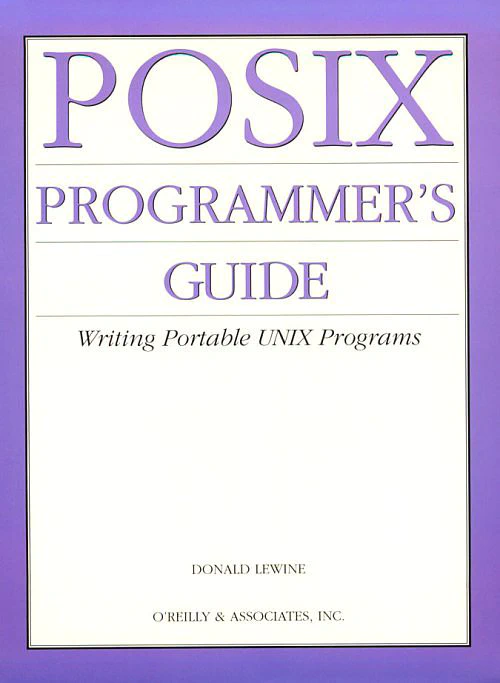 POSIX
PROGRAMMER'S
GUIDE
Writing Portable UNIX Programs
DONALD LEWINE
O'REILLY & ASSOCIATES, INC.